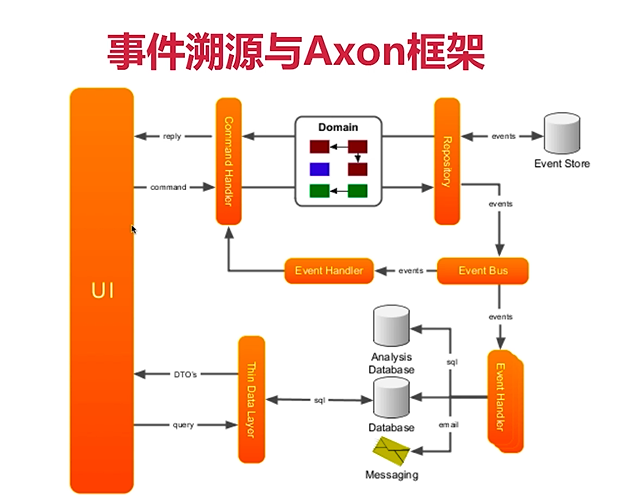 事件溯源与Axon框架
UI
reply
command
Command Handler
Domain
Repository
events
Event Store
events
Event Handler
events
Event Bus
events
DTO's
query
Thin Data Layer
sql
Analysis
Database
sql
Database
email
Messaging
Event Handler